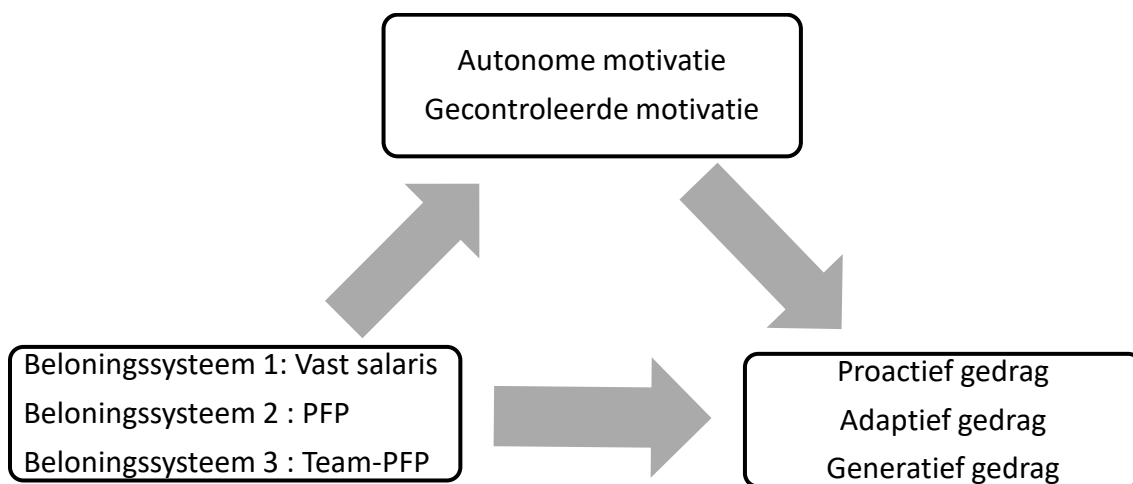 Autonome motivatie
Gecontroleerde motivatie
Beloningssysteem 1: Vast salaris
Beloningssysteem 2 : PFP
Beloningssysteem 3 : Team-PFP
Proactief gedrag
Adaptief gedrag
Generatief gedrag